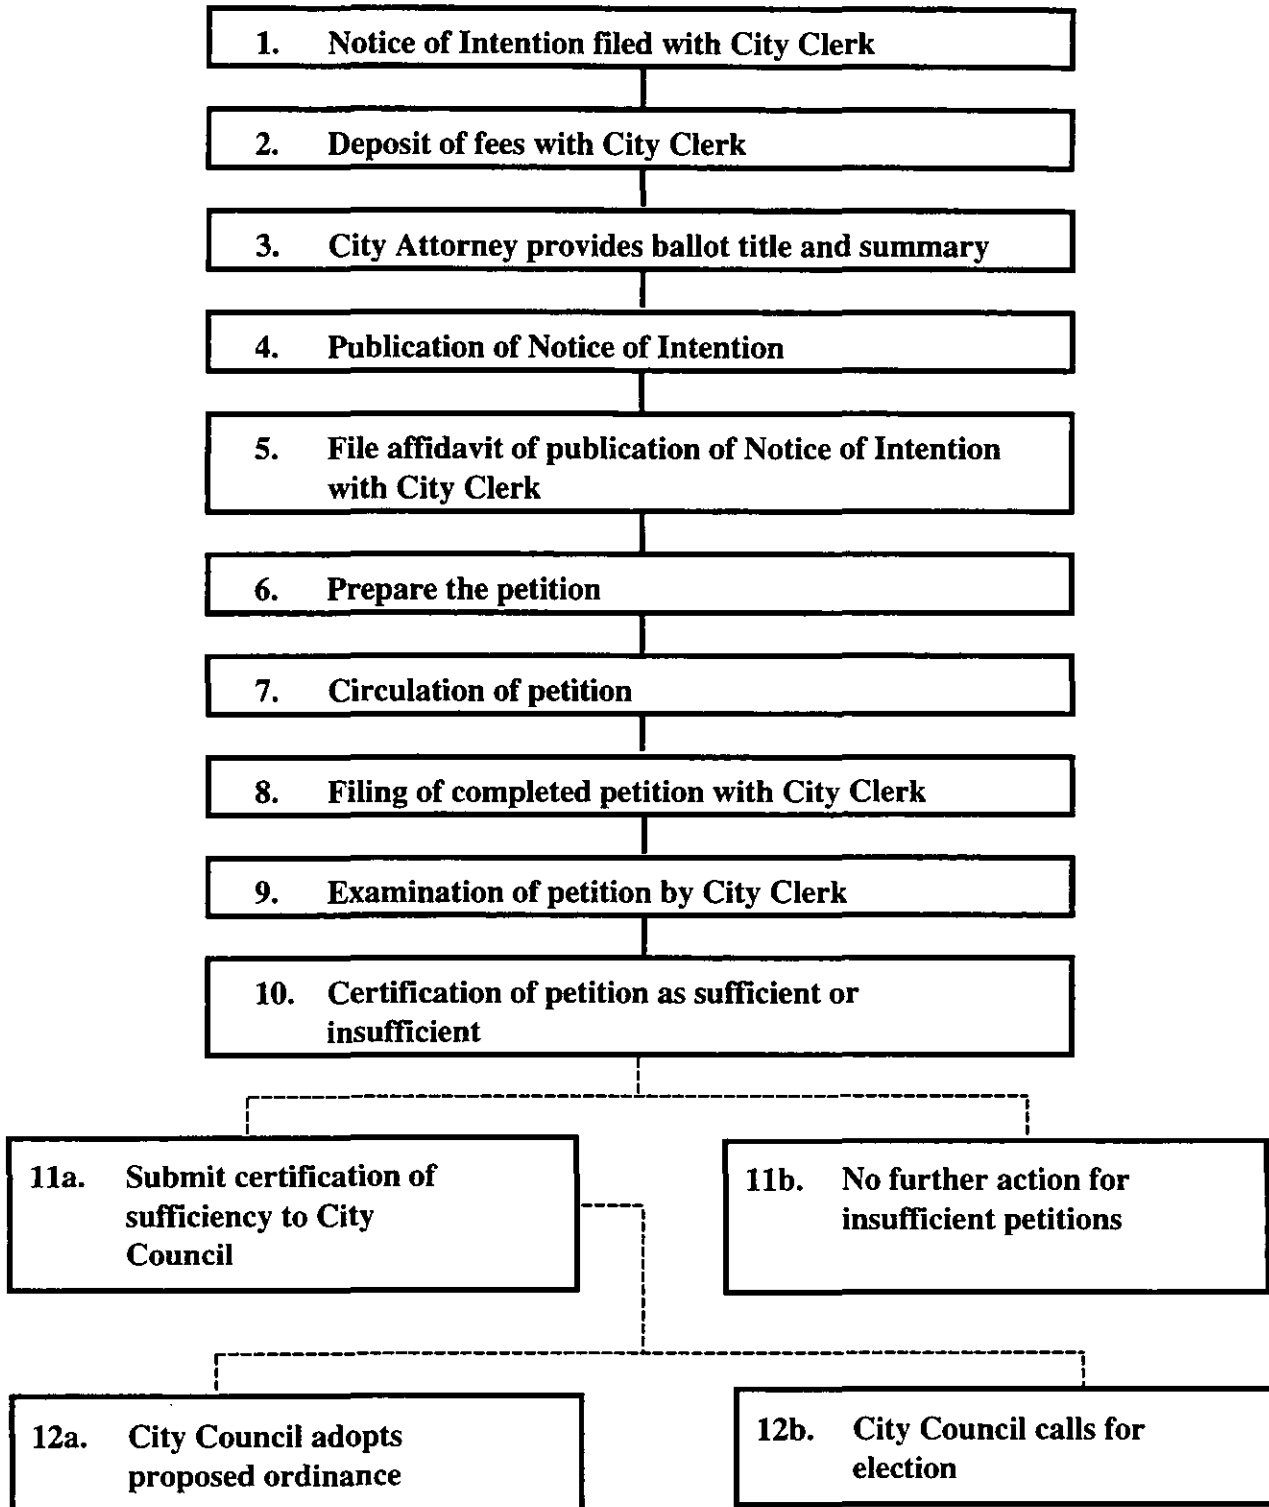 1. Notice of Intention filed with City Clerk
2. Deposit of fees with City Clerk
3. City Attorney provides ballot title and summary
4. Publication of Notice of Intention
5. File affidavit of publication of Notice of Intention
with City Clerk
6. Prepare the petition
7. Circulation of petition
8. Filing of completed petition with City Clerk
9. Examination of petition by City Clerk
10. Certification of petition as sufficient or
insufficient
11a. Submit certification of
sufficiency to City
Council
11b. No further action for
insufficient petitions
12a. City Council adopts
proposed ordinance
12b. City Council calls for
election